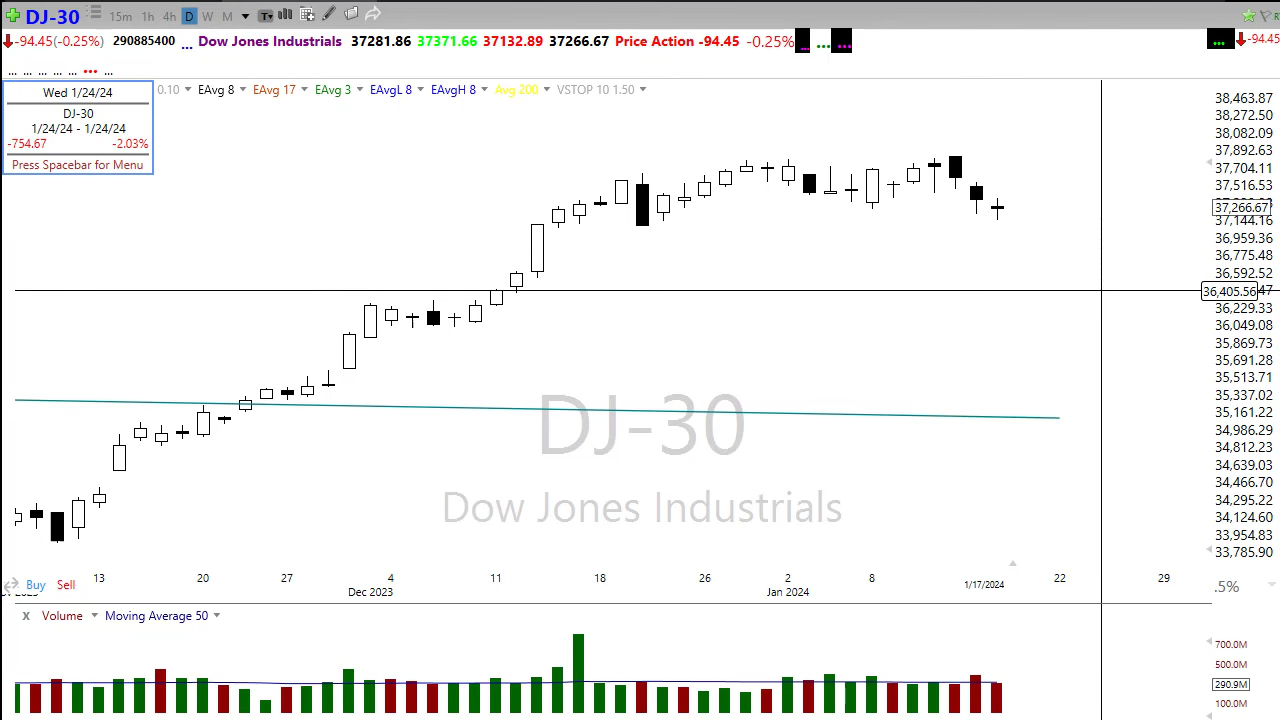 DJ-30 15m 1h 4h D W M T
-94.45(-0.25%) 290885400 ... Dow Jones Industrials 37281.86 37371.66 37132.89 37266.67 Price Action -94.45 -0.25% ... ... ... ... -94.45
... ... ... ... ... ... ...
Wed 1/24/24
DJ-30
1/24/24 - 1/24/24
-754.67 -2.03%
Press Spacebar for Menu
0.10 EAvg 8 EAvg 17 EAvg 3 EAvgL 8 EAvgH 8 Avg 200 VSTOP 10 1.50
38,463.87
38,272.50
38,082.09
37,892.63
37,704.11
37,516.53
37,266.67
37,144.16
36,959.36
36,775.48
36,592.52
36,405.56
36,229.33
36,049.08
35,869.73
35,691.28
35,513.71
35,337.02
35,161.22
34,986.29
34,812.23
34,639.03
34,466.70
34,295.22
34,124.60
33,954.83
33,785.90
DJ-30
Dow Jones Industrials
Buy Sell
13 20 27 4 11 18 26 2 8 1/17/2024 22 29
Dec 2023 Jan 2024
.5%
X Volume Moving Average 50
700.0M
500.0M
290.9M
100.0M